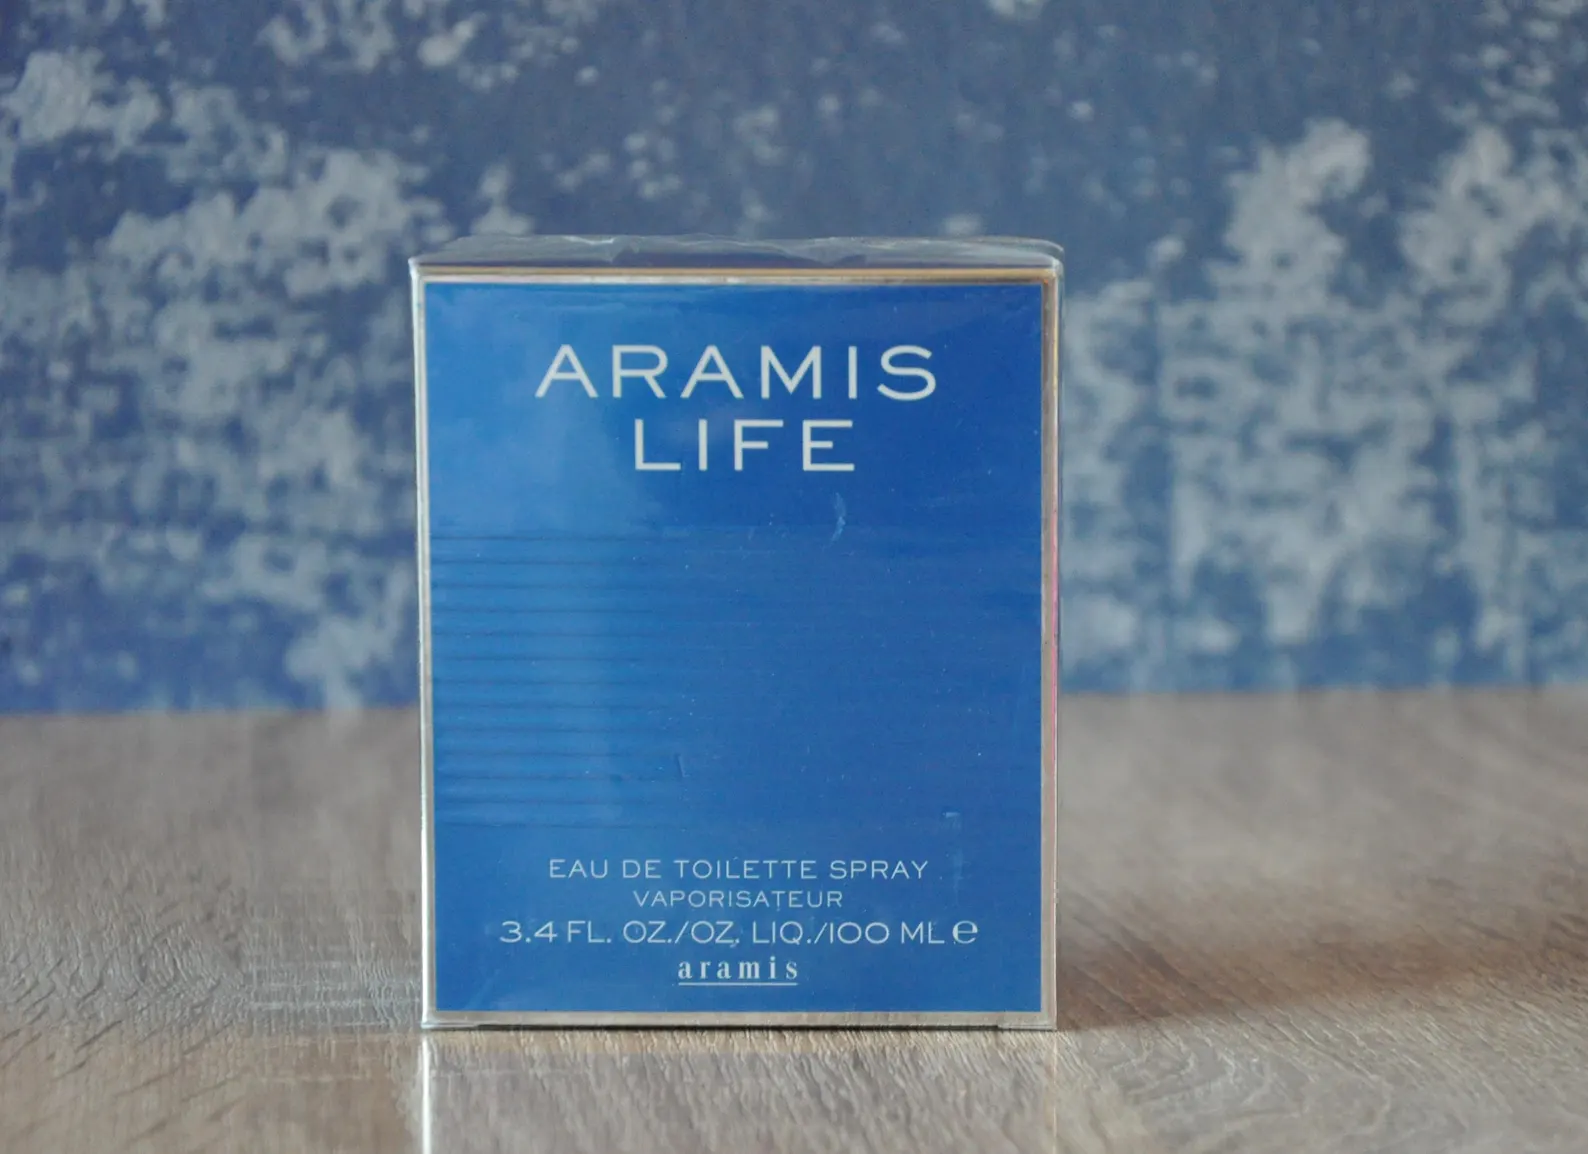 ARAMIS
LIFE
EAU DE TOILETTE SPRAY
VAPORISATEUR
3.4 FL. OZ./OZ. LIQ./100 ML ℮
aramis